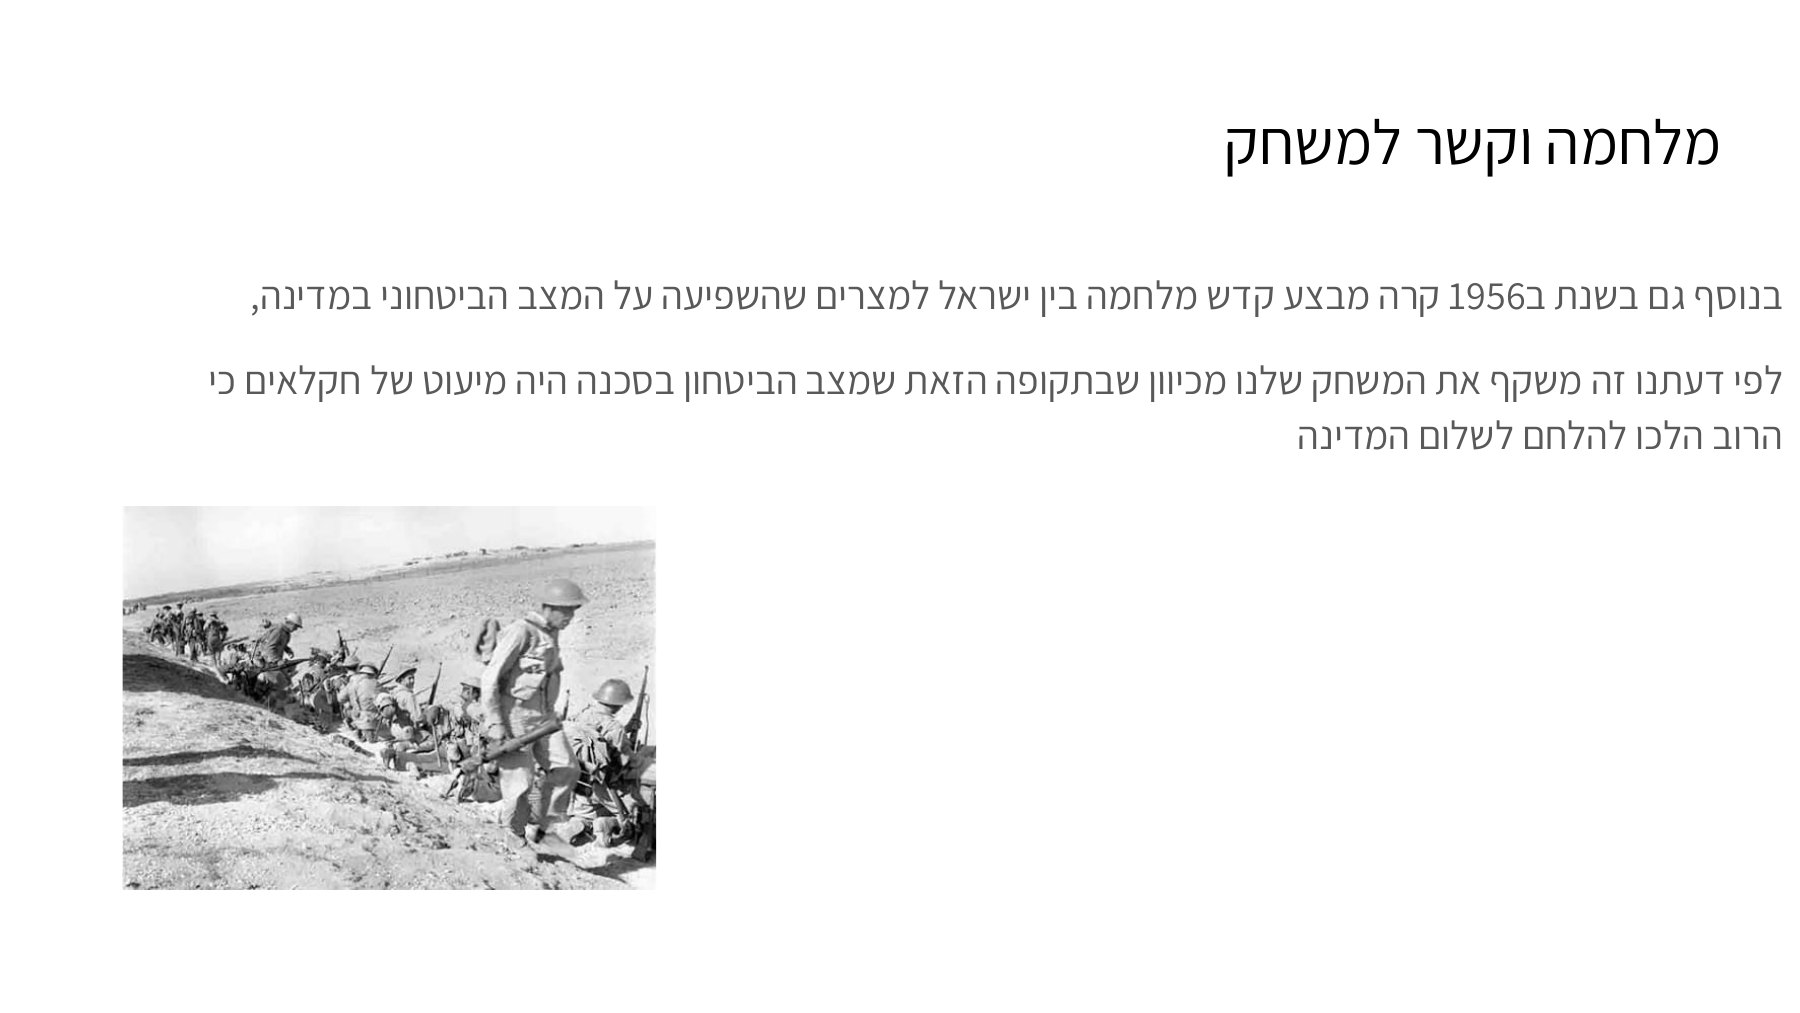 מלחמה וקשר למשחק
בנוסף גם בשנת ב1956 קרה מבצע קדש מלחמה בין ישראל למצרים שהשפיעה על המצב הביטחוני במדינה,
לפי דעתנו זה משקף את המשחק שלנו מכיוון שבתקופה הזאת שמצב הביטחון בסכנה היה מיעוט של חקלאים כי
הרוב הלכו להלחם לשלום המדינה